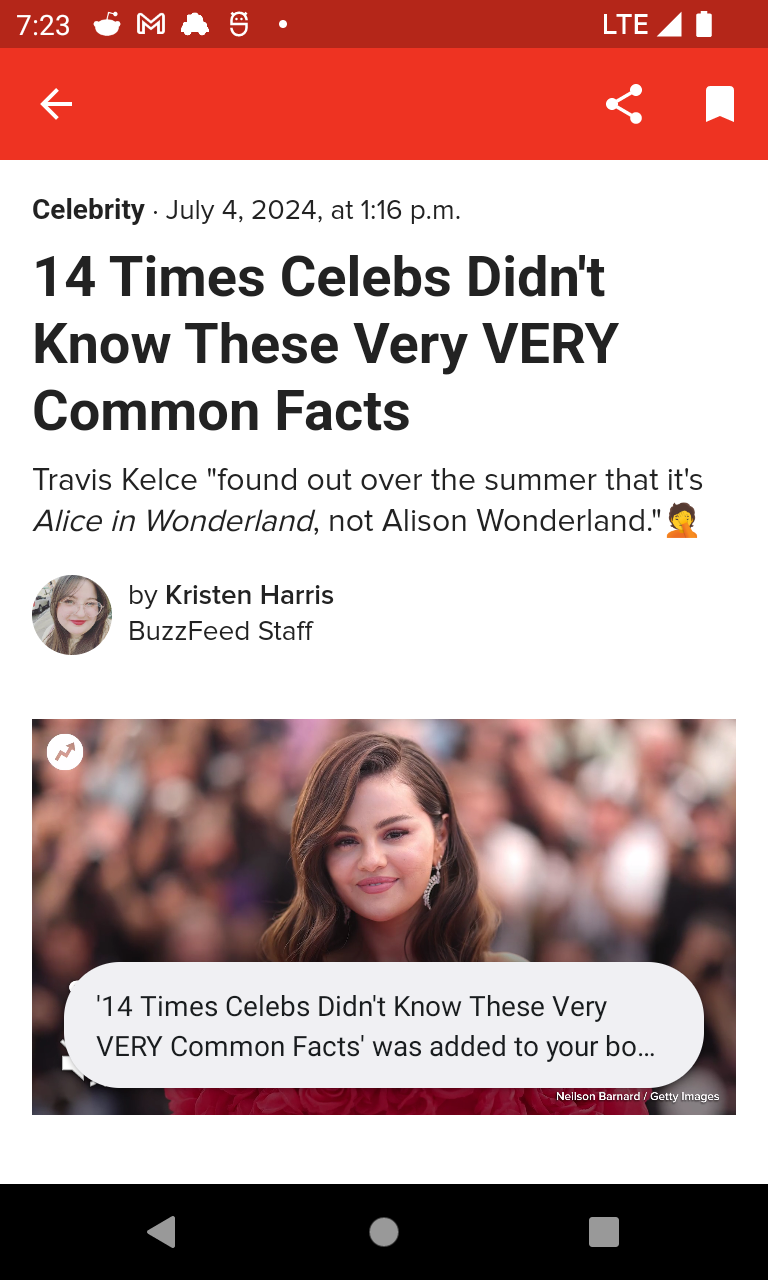 7:23
LTE
Celebrity · July 4, 2024, at 1:16 p.m.
14 Times Celebs Didn't
Know These Very VERY
Common Facts
Travis Kelce "found out over the summer that it's
Alice in Wonderland, not Alison Wonderland."🤦
by Kristen Harris
BuzzFeed Staff
'14 Times Celebs Didn't Know These Very
VERY Common Facts' was added to your bo…
Neilson Barnard / Getty Images